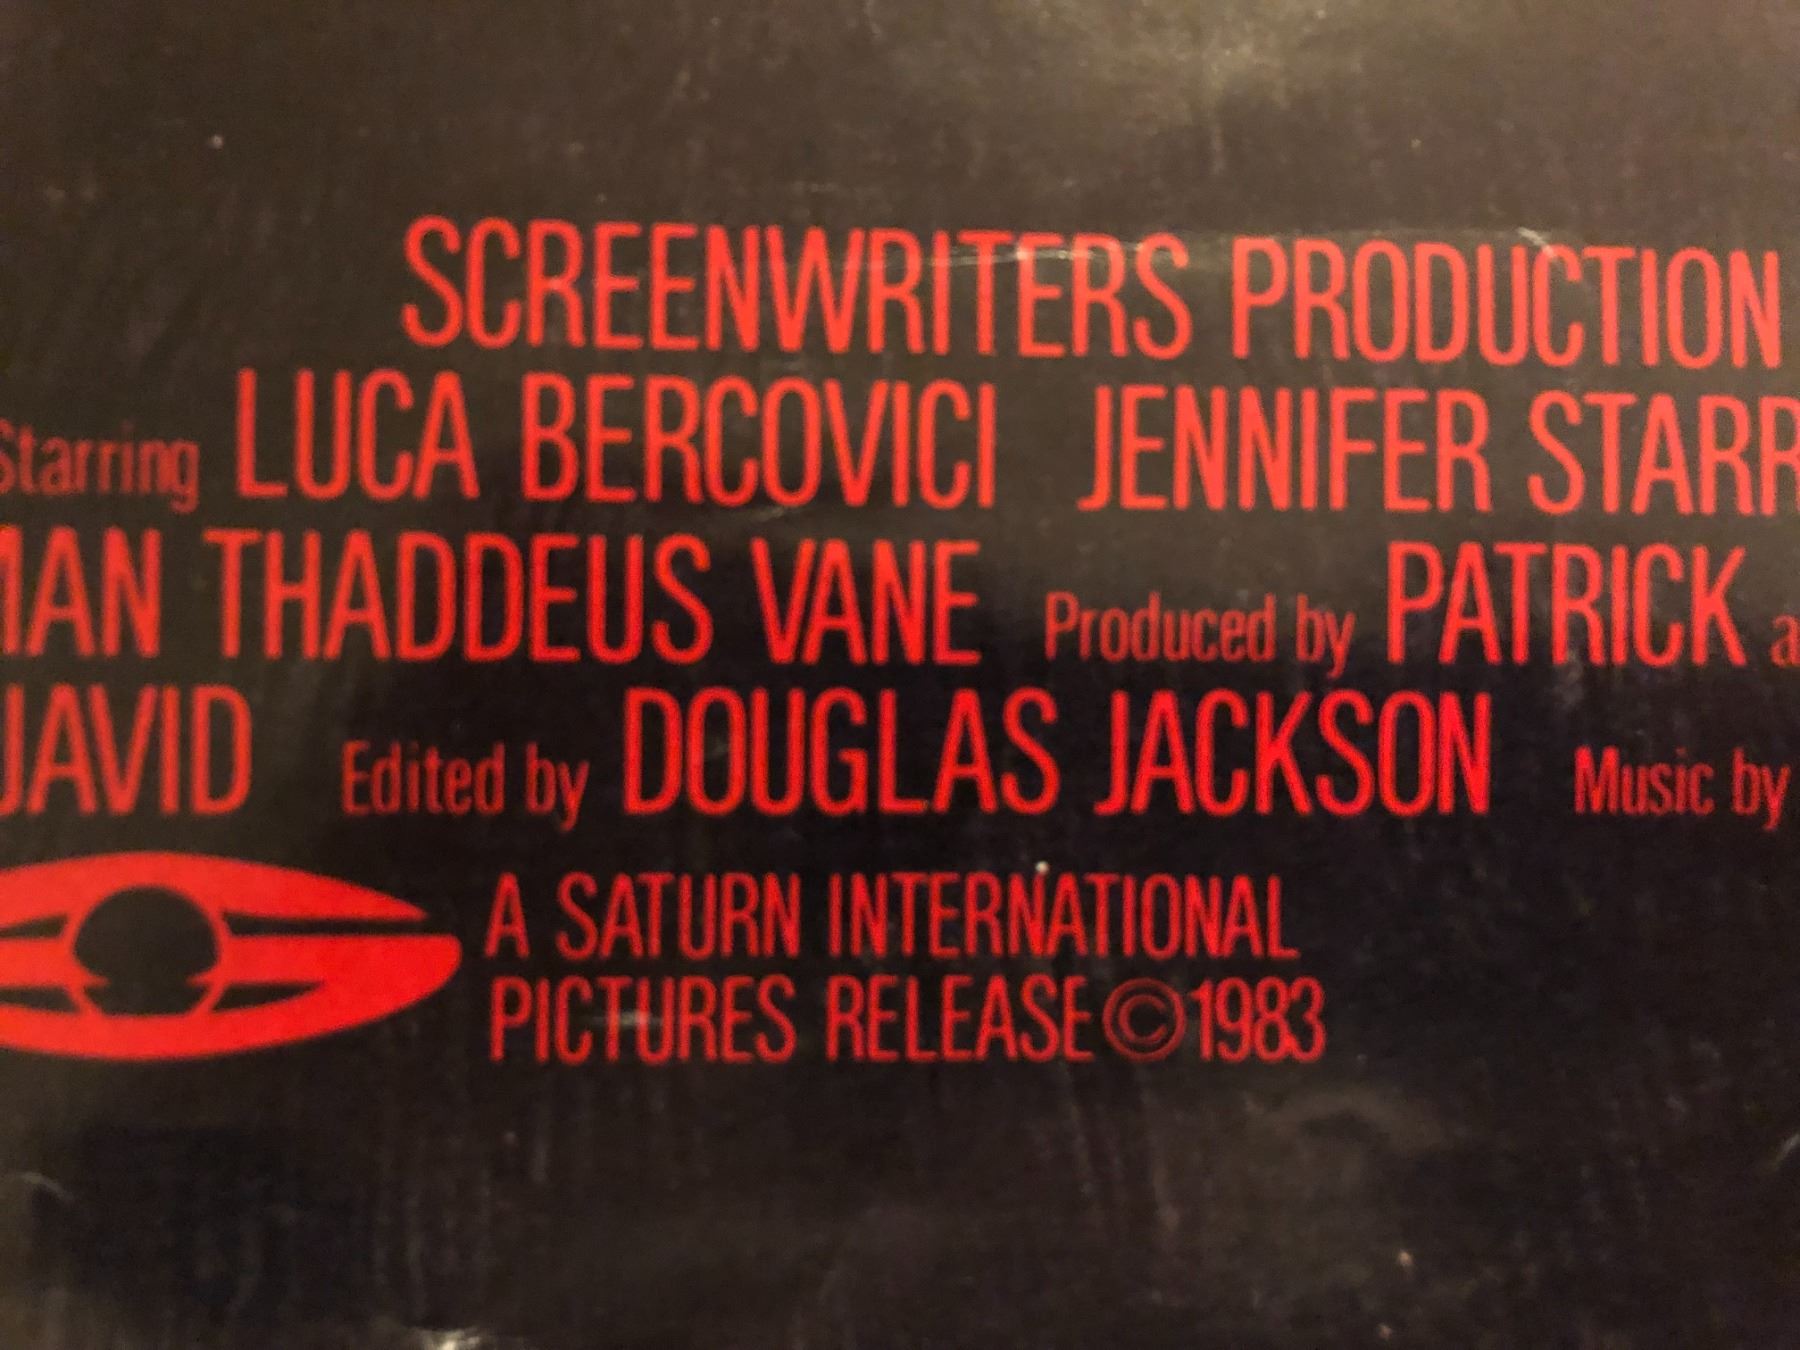 SCREENWRITERS PRODUCTION
Starring LUCA BERCOVICI JENNIFER STARR
MAN THADDEUS VANE Produced by PATRICK a
DAVID Edited by DOUGLAS JACKSON Music by
A SATURN INTERNATIONAL
PICTURES RELEASE © 1983